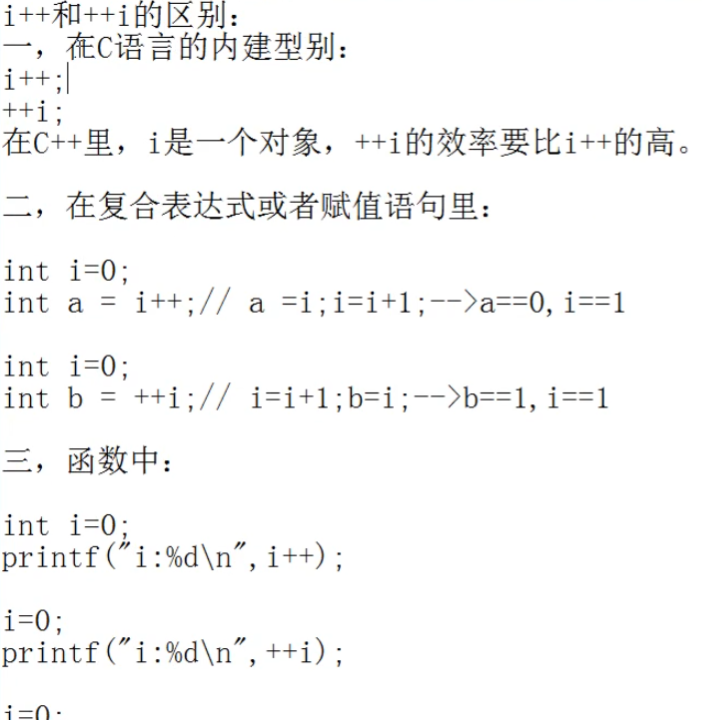 i++和++i的区别:
一，在C语言的内建型别:
i++;
++i;
在C++里，i是一个对象，++i的效率要比i++的高。
二，在复合表达式或者赋值语句里:
int i=0;
int a = i++;// a =i;i=i+1;-->a==0,i==1
int i=0;
int b = ++i;// i=i+1;b=i;-->b==1,i==1
三，函数中:
int i=0;
printf("i:%d\n",i++);
i=0;
printf("i:%d\n",++i);
i=0;